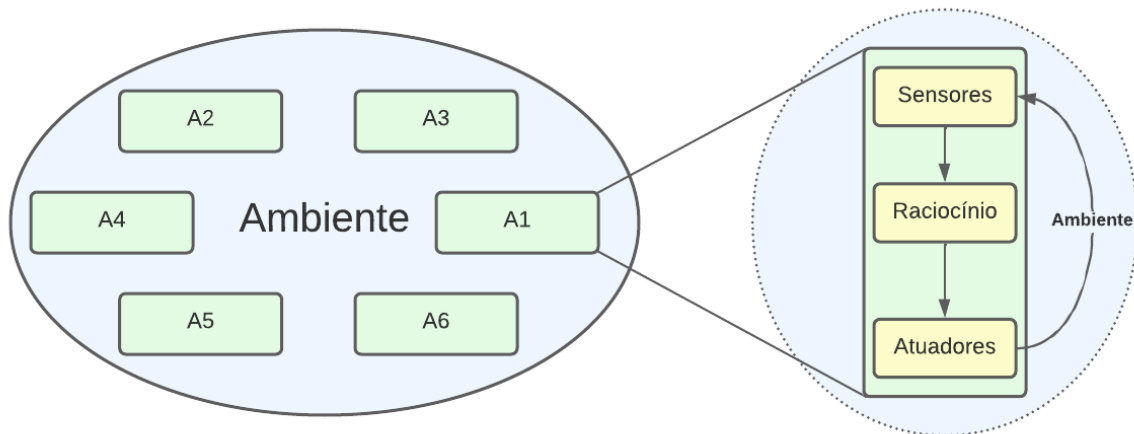 A2
A3
A4
Ambiente
A1
A5
A6
Sensores
Raciocínio
Ambiente
Atuadores